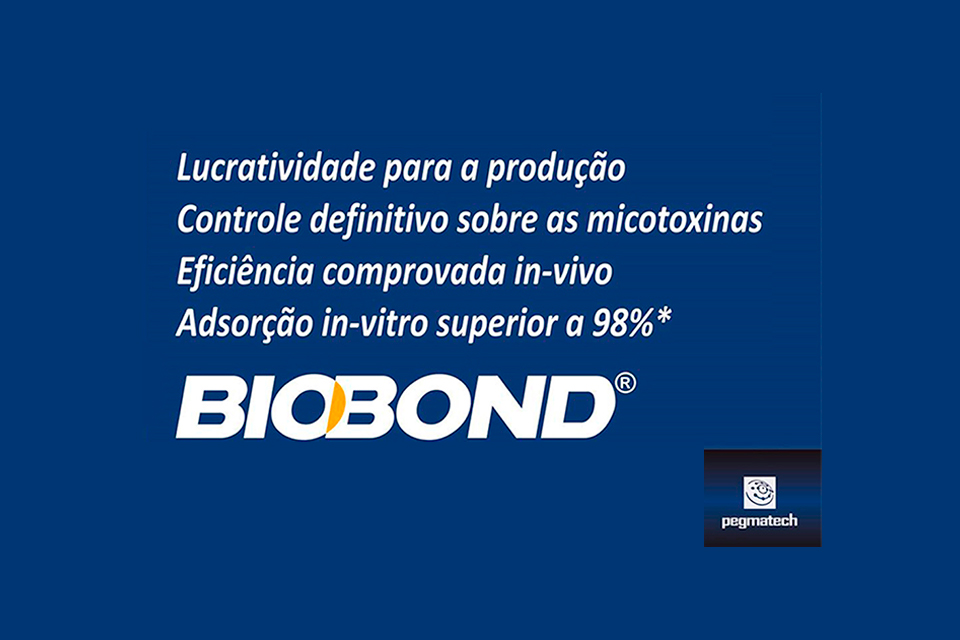 Lucratividade para a produção
Controle definitivo sobre as micotoxinas
Eficiência comprovada in-vivo
Adsorção in-vitro superior a 98%*
BIOBOND®
pegmatech